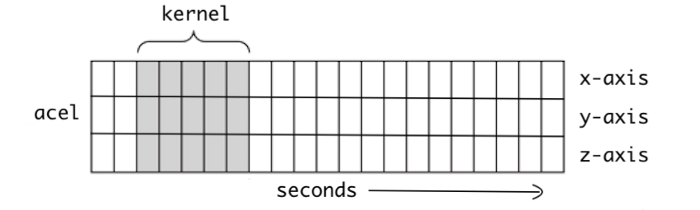 kernel
x-axis
acel
y-axis
z-axis
seconds